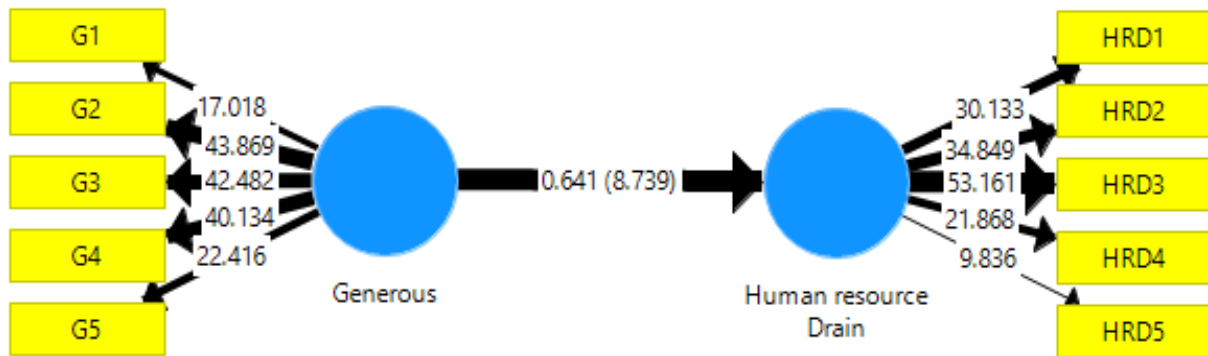 G1
G2
G3
G4
G5
17.018
43.869
42.482
40.134
22.416
Generous
0.641 (8.739)
Human resource
Drain
30.133
34.849
53.161
21.868
9.836
HRD1
HRD2
HRD3
HRD4
HRD5